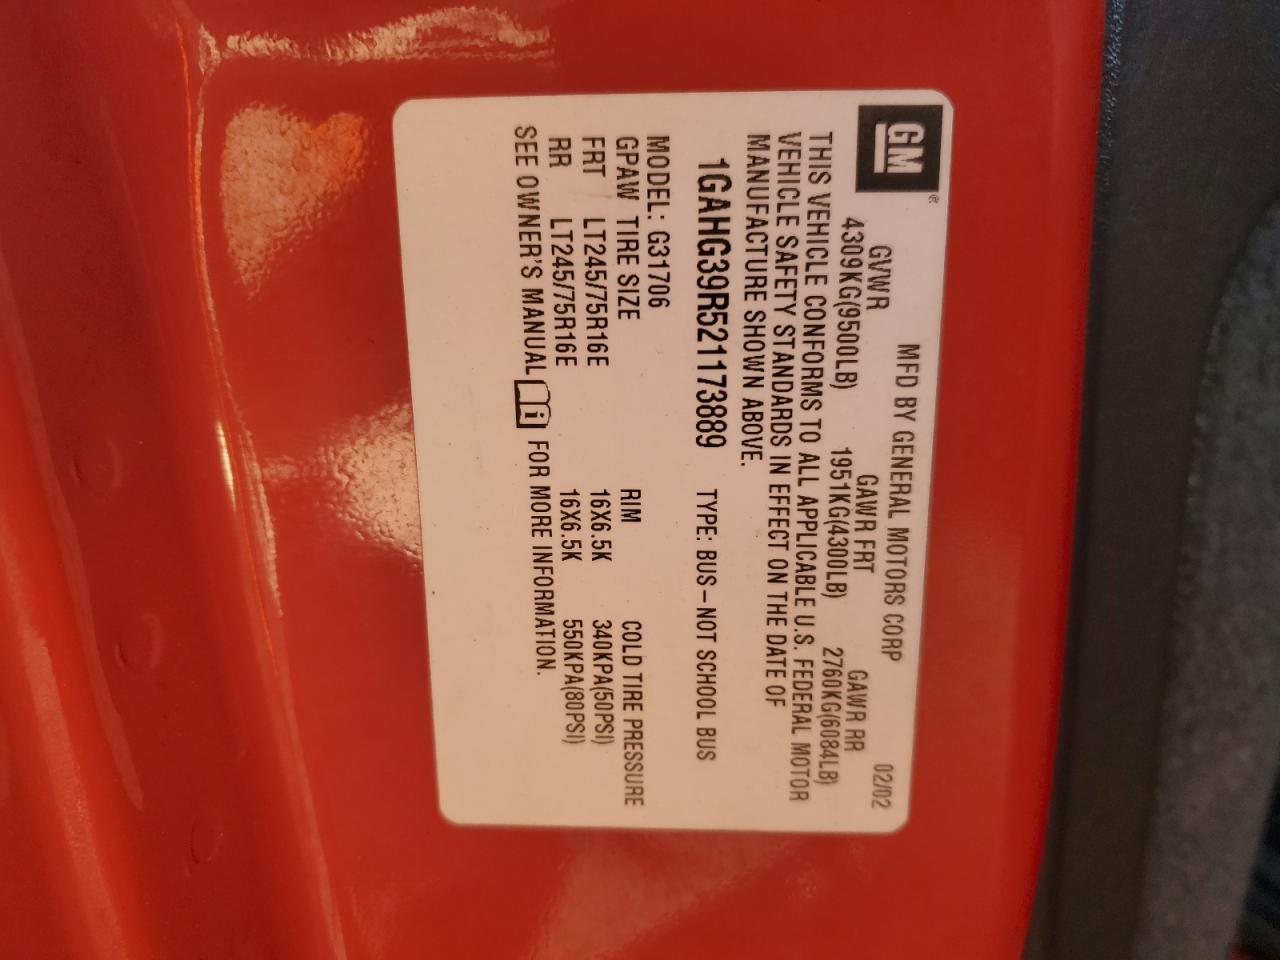 GM®
MFD BY GENERAL MOTORS CORP 02/02
GVWR GAWR FRT GAWR RR
4309KG(9500LB) 1951KG(4300LB) 2760KG(6084LB)
THIS VEHICLE CONFORMS TO ALL APPLICABLE U.S. FEDERAL MOTOR
VEHICLE SAFETY STANDARDS IN EFFECT ON THE DATE OF
MANUFACTURE SHOWN ABOVE.
1GAHG39R521173889 TYPE: BUS – NOT SCHOOL BUS
MODEL: G31706
GPAW TIRE SIZE RIM COLD TIRE PRESSURE
FRT LT245/75R16E 16X6.5K 340KPA(50PSI)
RR LT245/75R16E 16X6.5K 550KPA(80PSI)
SEE OWNER'S MANUAL i FOR MORE INFORMATION.